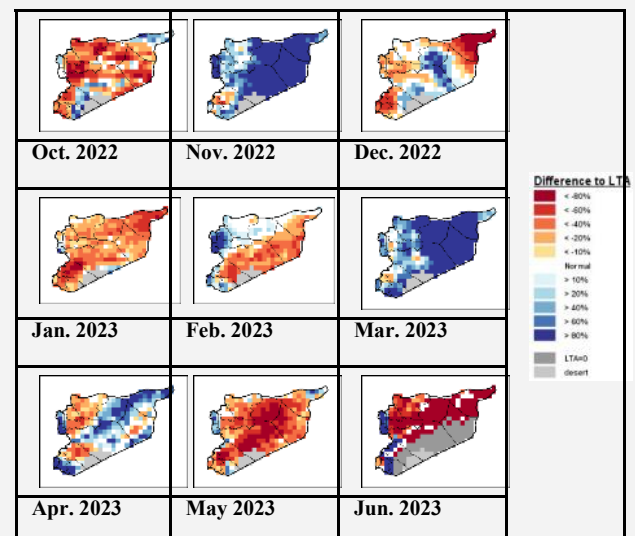 Oct. 2022
Nov. 2022
Dec. 2022
Jan. 2023
Feb. 2023
Mar. 2023
Apr. 2023
May 2023
Jun. 2023
Difference to LTA
< -80%
< -60%
< -40%
< -20%
< -10%
Normal
> 10%
> 20%
> 40%
> 60%
> 80%
LTA=0
desert